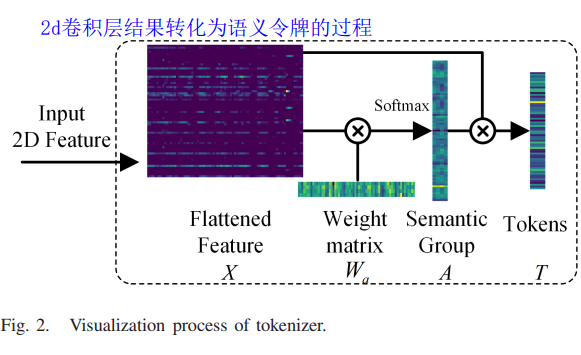 2d卷积层结果转化为语义令牌的过程
Input
2D Feature
Softmax
Flattened
Feature
X
Weight
matrix
Wa
Semantic
Group
A
Tokens
T
Fig. 2. Visualization process of tokenizer.